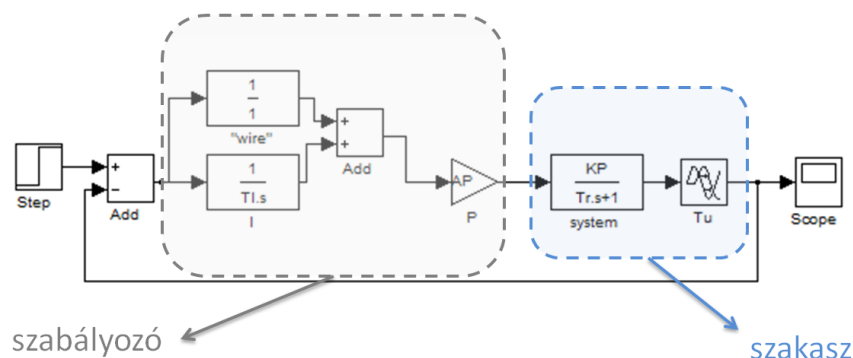 1
1
"wire"
+
+
Add
Step
+
−
Add
1
TI.s
I
AP
P
KP
Tr.s+1
system
Tu
Scope
szabályozó
szakasz